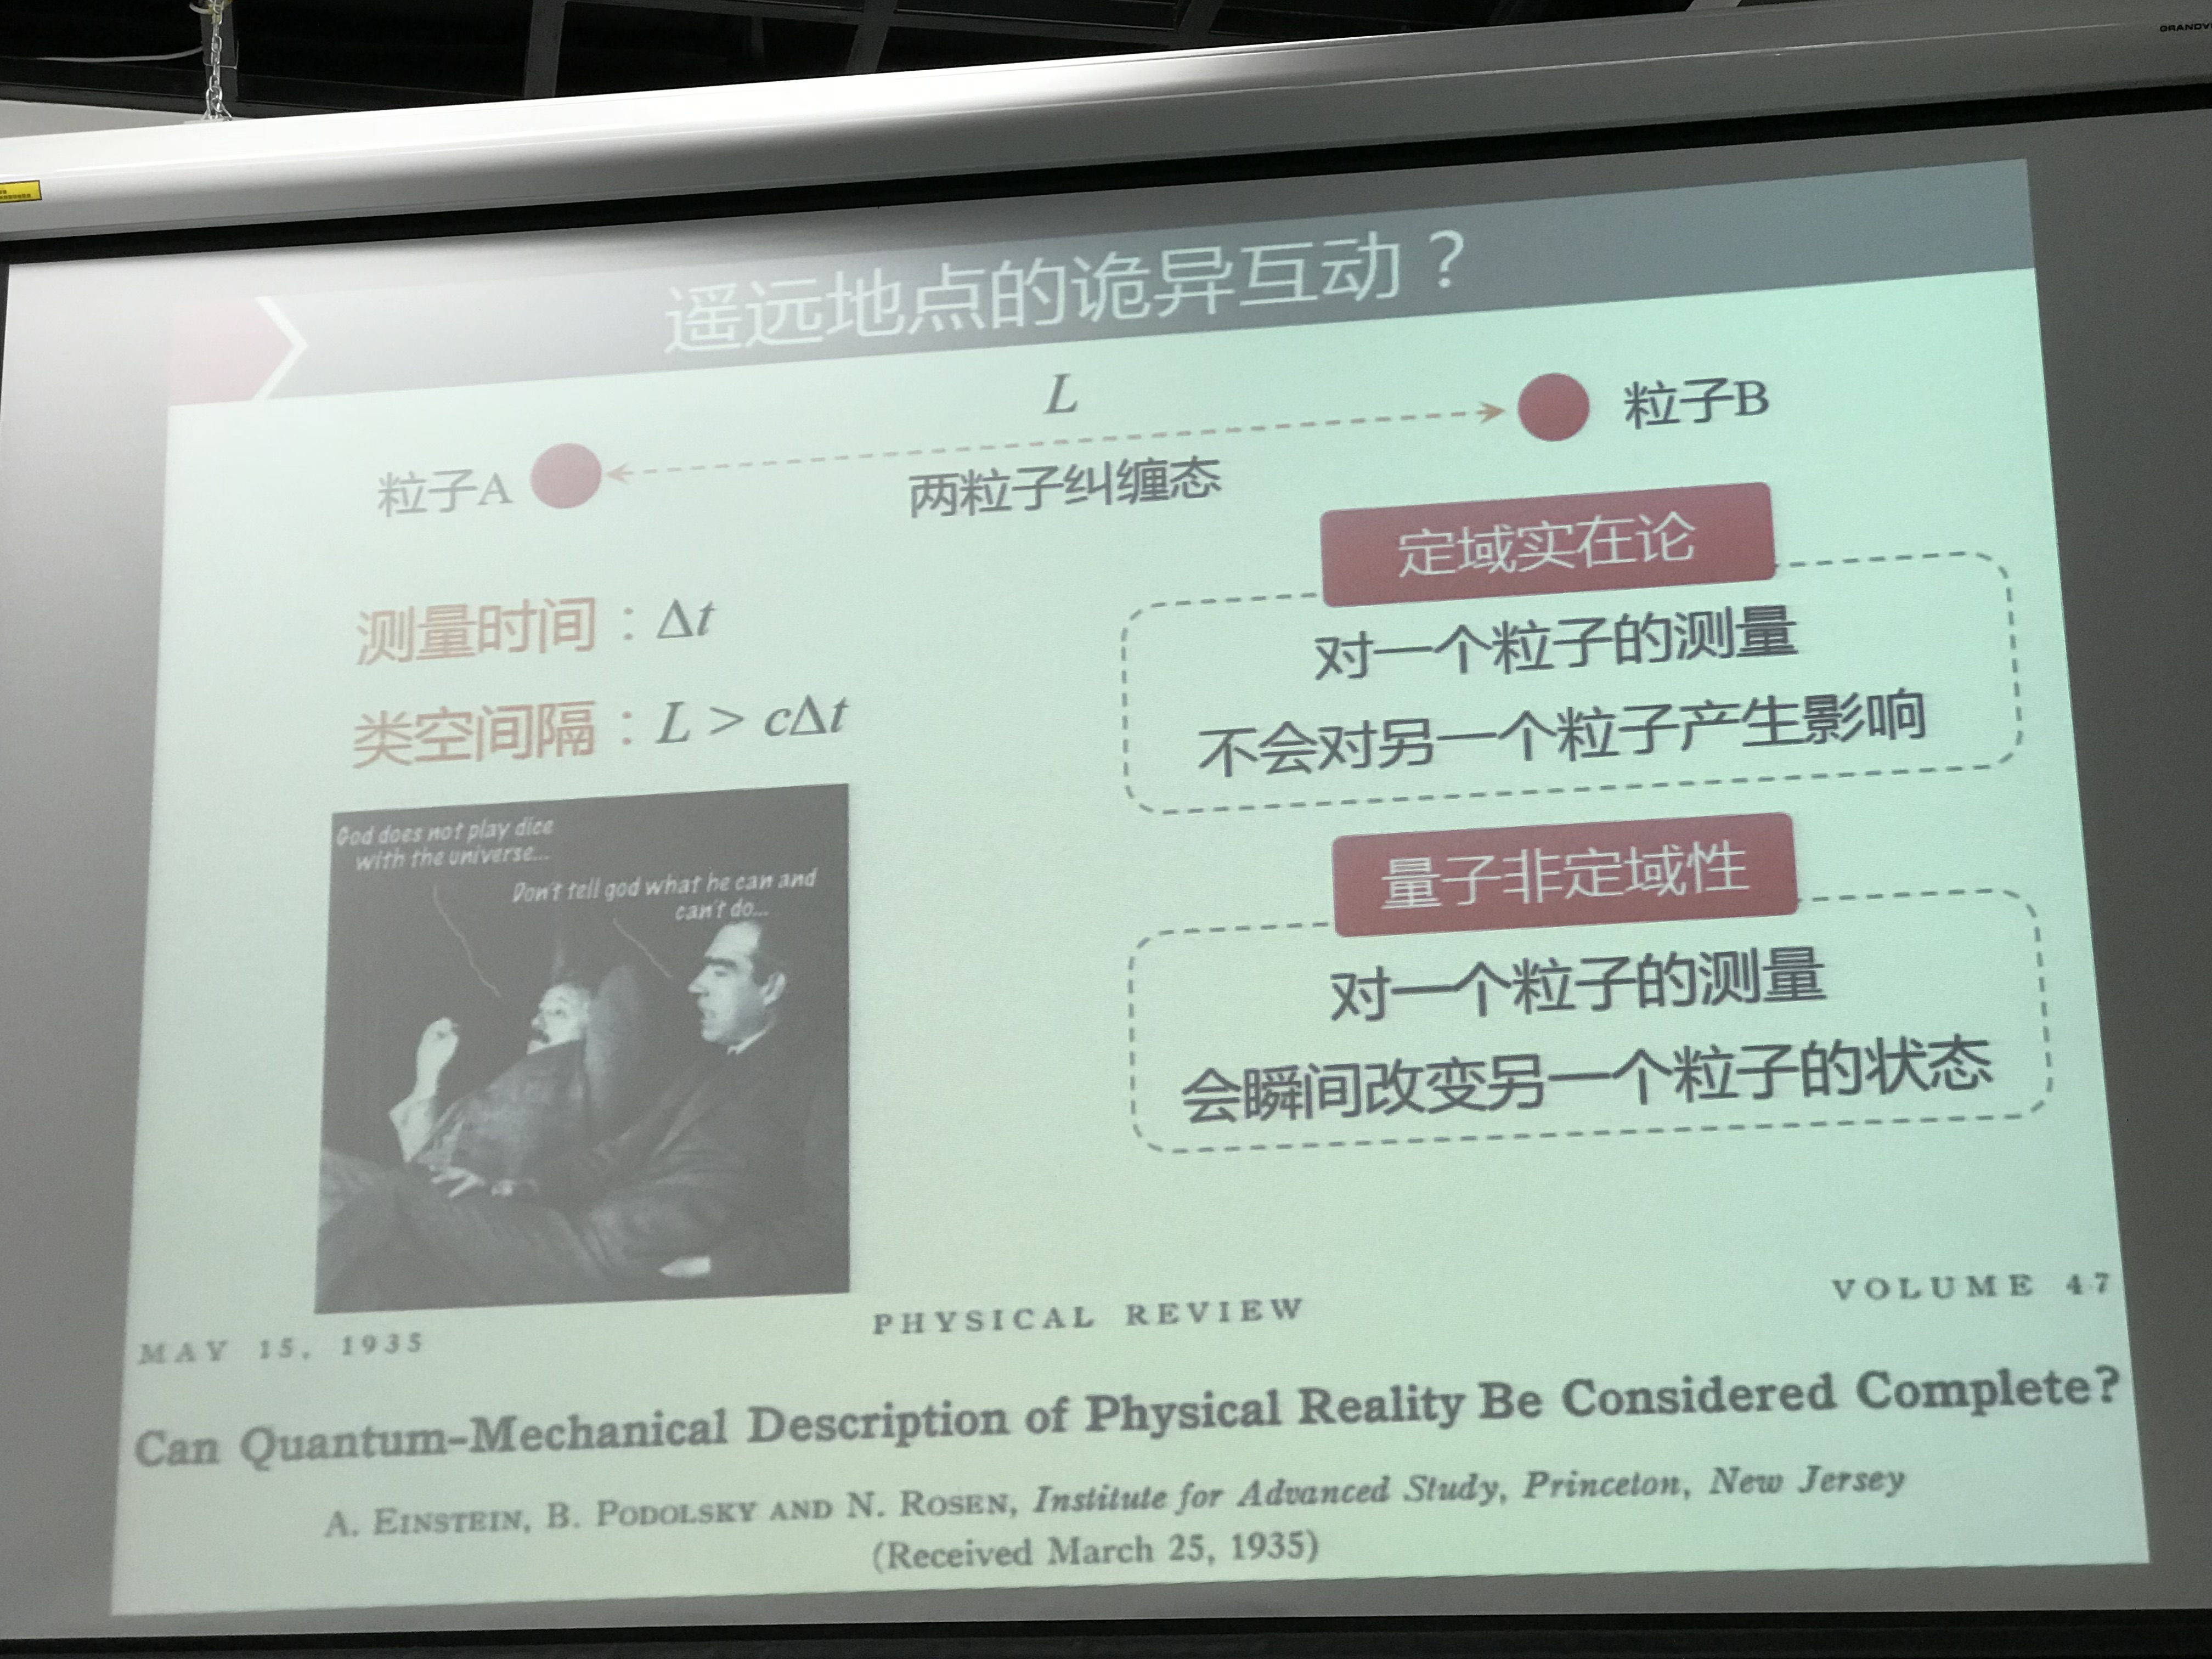 遥远地点的诡异互动？
L
粒子A
粒子B
两粒子纠缠态
测量时间：Δt
类空间隔：L > cΔt
定域实在论
对一个粒子的测量
不会对另一个粒子产生影响
量子非定域性
对一个粒子的测量
会瞬间改变另一个粒子的状态
God does not play dice
with the universe...
Don't tell god what he can and
can't do...
MAY 15, 1935
PHYSICAL REVIEW
VOLUME 47
Can Quantum-Mechanical Description of Physical Reality Be Considered Complete?
A. EINSTEIN, B. PODOLSKY AND N. ROSEN, Institute for Advanced Study, Princeton, New Jersey
(Received March 25, 1935)